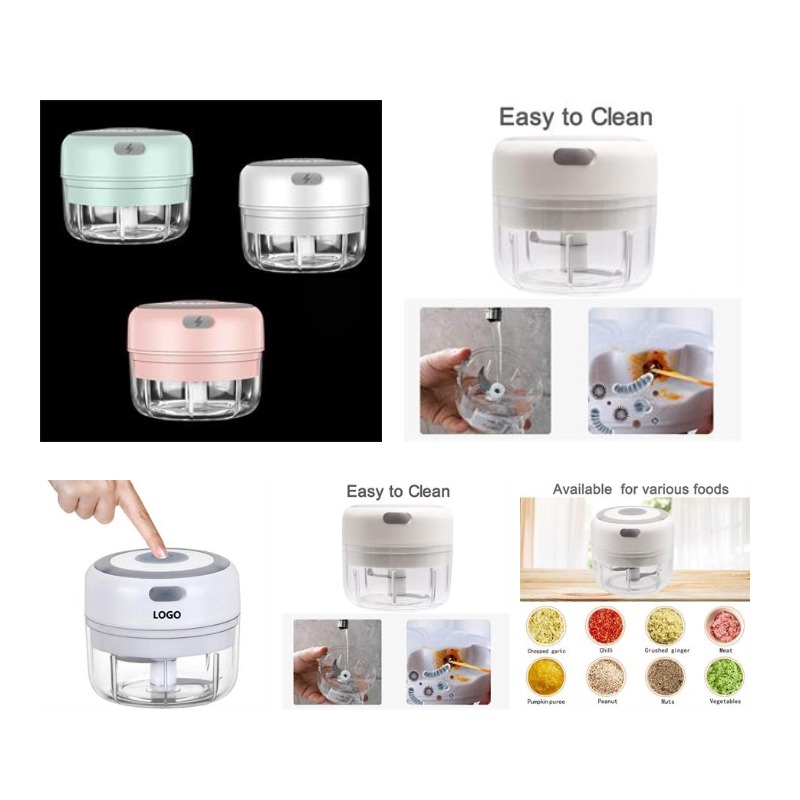 Easy to Clean
LOGO
Easy to Clean
Available for various foods
Chopped garlic
Chilli
Crushed ginger
Meat
Pumpkin puree
Peanut
Nuts
Vegetables